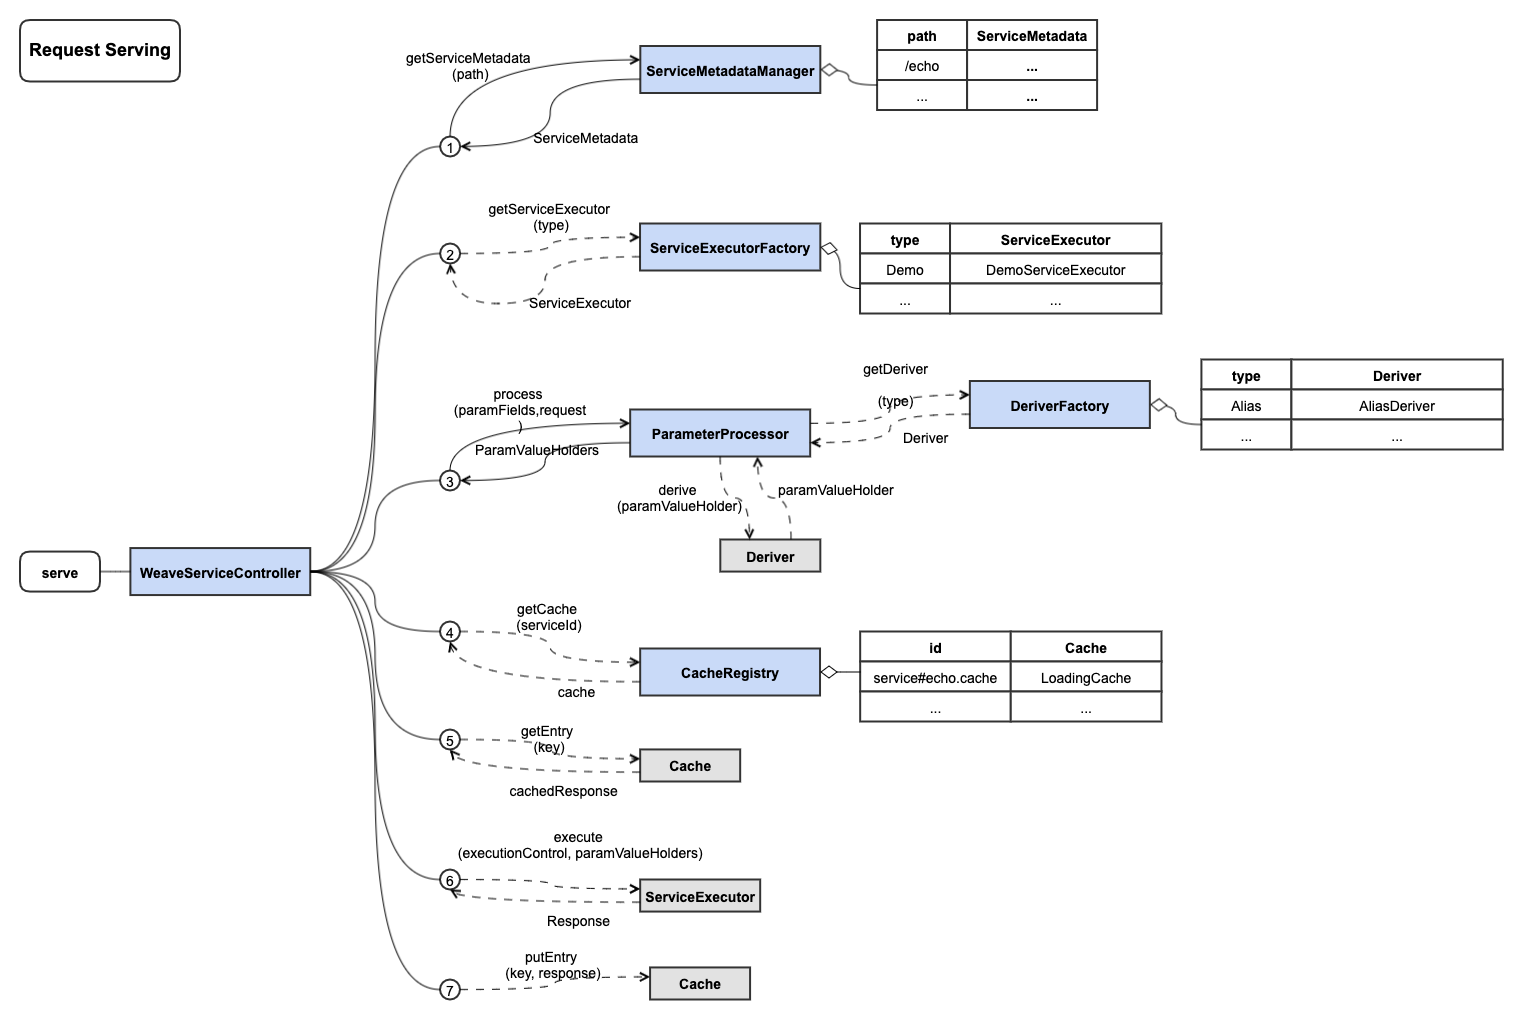 Request Serving
getServiceMetadata
(path)
ServiceMetadataManager
path ServiceMetadata
/echo ...
... ...
1
ServiceMetadata
getServiceExecutor
(type)
2
ServiceExecutorFactory
type ServiceExecutor
Demo DemoServiceExecutor
... ...
ServiceExecutor
process
(paramFields,request
)
ParameterProcessor
ParamValueHolders
3
getDeriver
(type)
Deriver
DeriverFactory
type Deriver
Alias AliasDeriver
... ...
derive
(paramValueHolder)
paramValueHolder
Deriver
serve
WeaveServiceController
getCache
(serviceId)
4
cache
CacheRegistry
id Cache
service#echo.cache LoadingCache
... ...
getEntry
(key)
5
Cache
cachedResponse
execute
(executionControl, paramValueHolders)
6
ServiceExecutor
Response
putEntry
(key, response)
7
Cache